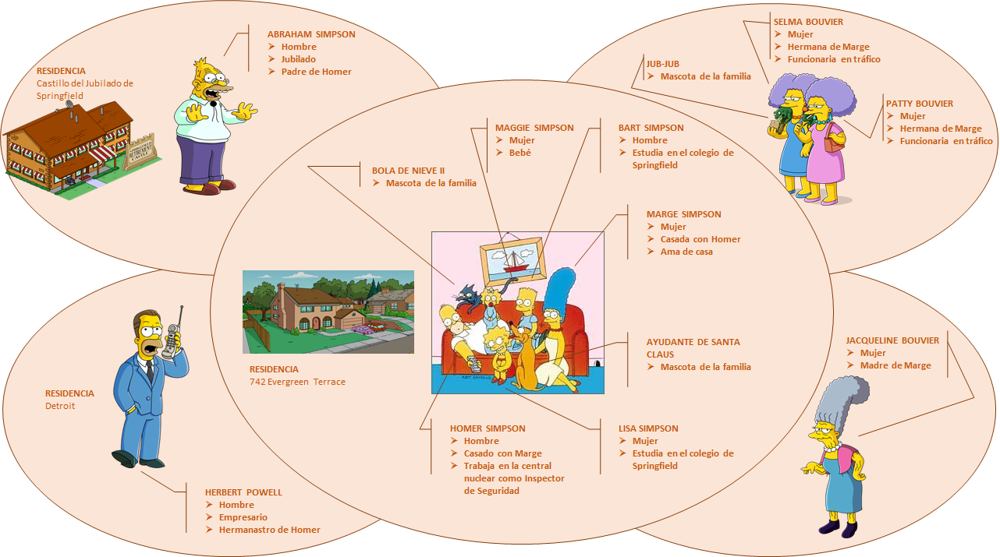 ABRAHAM SIMPSON
➢ Hombre
➢ Jubilado
➢ Padre de Homer
RESIDENCIA
Castillo del Jubilado de
Springfield
SPRINGFIELD
RETIREMENT
CASTLE
SELMA BOUVIER
➢ Mujer
➢ Hermana de Marge
➢ Funcionaria en tráfico
JUB-JUB
➢ Mascota de la familia
PATTY BOUVIER
➢ Mujer
➢ Hermana de Marge
➢ Funcionaria en tráfico
MAGGIE SIMPSON
➢ Mujer
➢ Bebé
BART SIMPSON
➢ Hombre
➢ Estudia en el colegio de
Springfield
BOLA DE NIEVE II
➢ Mascota de la familia
MARGE SIMPSON
➢ Mujer
➢ Casada con Homer
➢ Ama de casa
RESIDENCIA
742 Evergreen Terrace
AYUDANTE DE SANTA
CLAUS
➢ Mascota de la familia
MATT GROENING
HOMER SIMPSON
➢ Hombre
➢ Casado con Marge
➢ Trabaja en la central
nuclear como Inspector
de Seguridad
LISA SIMPSON
➢ Mujer
➢ Estudia en el colegio de
Springfield
RESIDENCIA
Detroit
HERBERT POWELL
➢ Hombre
➢ Empresario
➢ Hermanastro de Homer
JACQUELINE BOUVIER
➢ Mujer
➢ Madre de Marge